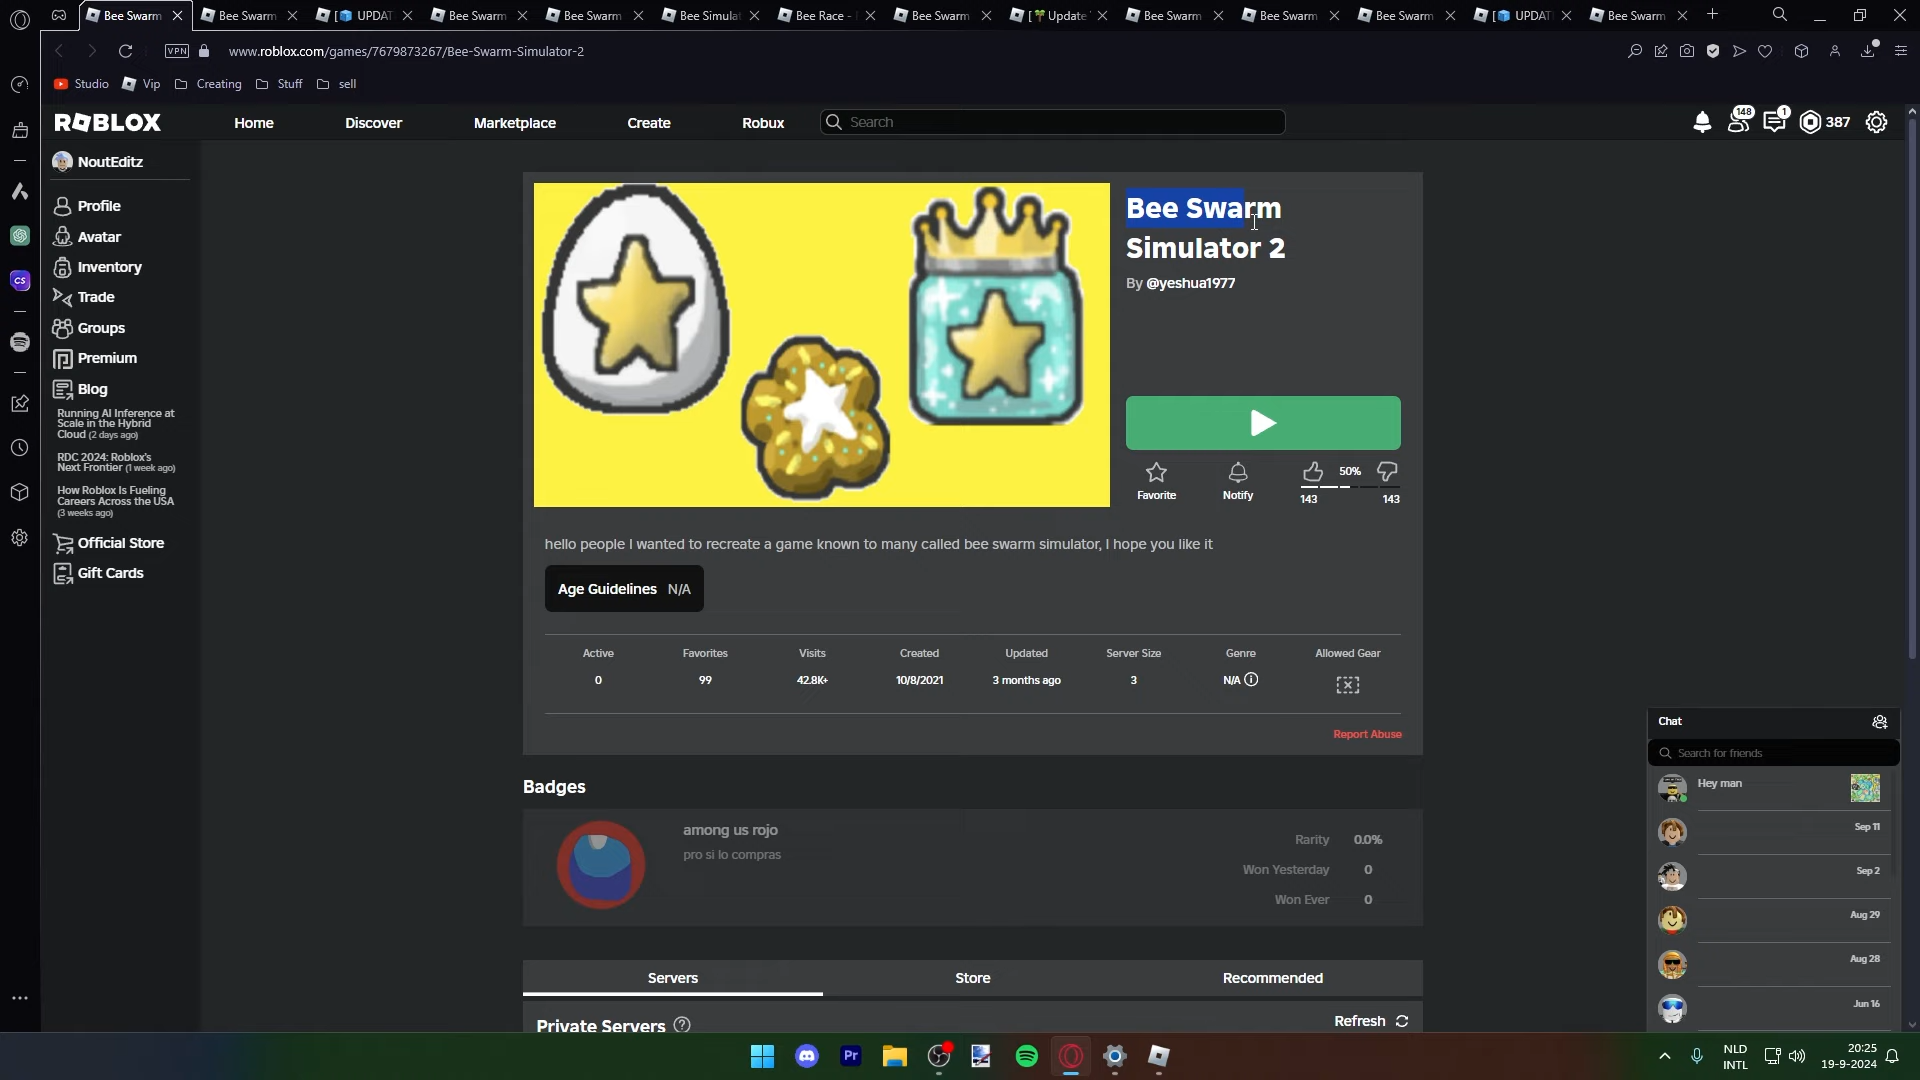 Bee Swarm
Bee Swarm
UPDAT
Bee Swarm
Bee Swarm
Bee Simulat
Bee Race -
Bee Swarm
[🌴Update
Bee Swarm
Bee Swarm
Bee Swarm
UPDAT
Bee Swarm
VPN
www.roblox.com/games/7679873267/Bee-Swarm-Simulator-2
Studio
Vip
Creating
Stuff
sell
ROBLOX
Home
Discover
Marketplace
Create
Robux
Search
148
1
387
NoutEditz
Profile
Avatar
Inventory
Trade
Groups
Premium
Blog
Running AI Inference at
Scale in the Hybrid
Cloud (2 days ago)
RDC 2024: Roblox's
Next Frontier (1 week ago)
How Roblox Is Fueling
Careers Across the USA
(3 weeks ago)
Official Store
Gift Cards
CS
Bee Swarm
Simulator 2
By @yeshua1977
Favorite
Notify
50%
143
143
hello people I wanted to recreate a game known to many called bee swarm simulator, I hope you like it
Age Guidelines N/A
Active
Favorites
Visits
Created
Updated
Server Size
Genre
Allowed Gear
0
99
42.8K+
10/8/2021
3 months ago
3
N/A
Report Abuse
Badges
among us rojo
pro si lo compras
Rarity 0.0%
Won Yesterday 0
Won Ever 0
Servers
Store
Recommended
Private Servers
Refresh
Chat
Search for friends
Hey man
Sep 11
Sep 2
Aug 29
Aug 28
Jun 16
Pr
NLD
INTL
20:25
19-9-2024